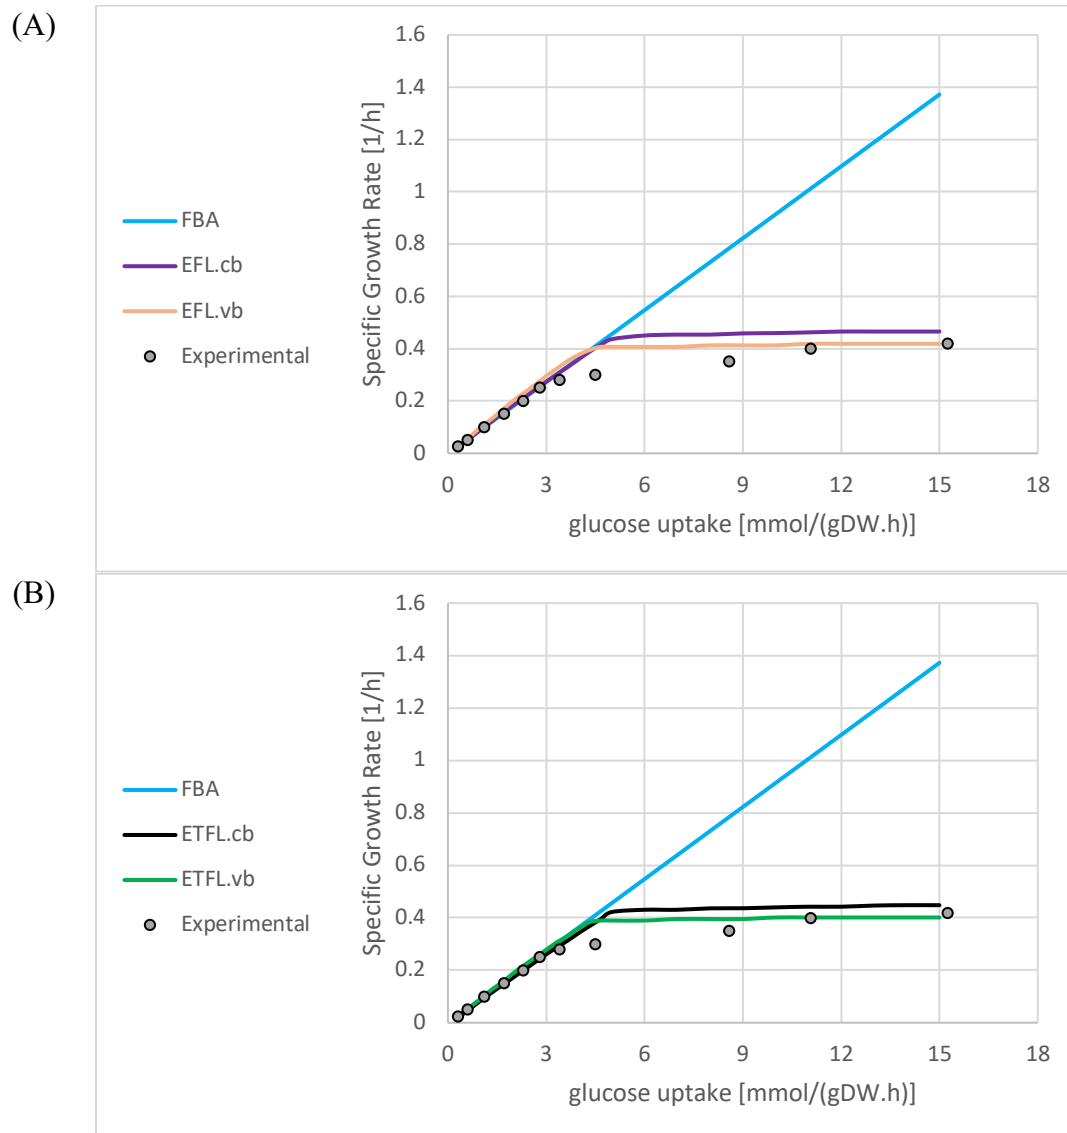 (A)
1.6
1.4
1.2
1
0.8
0.6
0.4
0.2
0
Specific Growth Rate [1/h]
FBA
EFL.cb
EFL.vb
Experimental
0 3 6 9 12 15 18
glucose uptake [mmol/(gDW.h)]
(B)
1.6
1.4
1.2
1
0.8
0.6
0.4
0.2
0
Specific Growth Rate [1/h]
FBA
ETFL.cb
ETFL.vb
Experimental
0 3 6 9 12 15 18
glucose uptake [mmol/(gDW.h)]